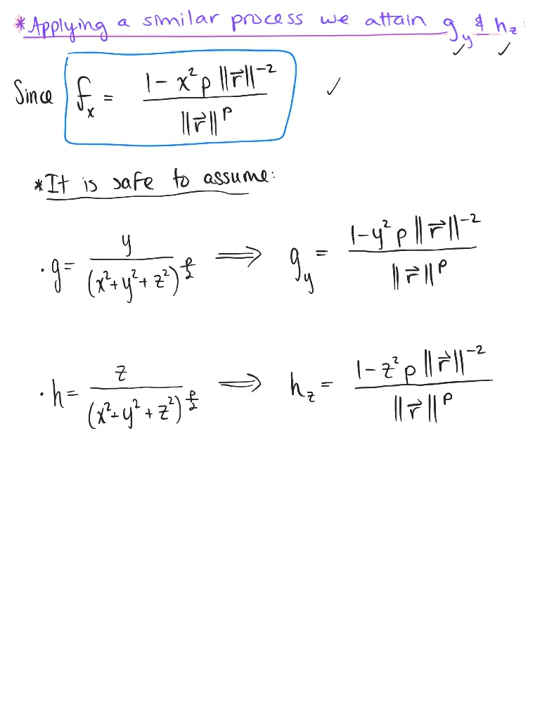 *Applying a similar process we attain g_y & h_z:
✓ ✓
Since f_x = (1 - x²p ||r⃗||⁻²) / ||r⃗||^p ✓
*It is safe to assume:
· g = y / (x²+y²+z²)^(p/2) ⟹ g_y = (1-y²p ||r⃗||⁻²) / ||r⃗||^p
· h = z / (x²+y²+z²)^(p/2) ⟹ h_z = (1-z²p ||r⃗||⁻²) / ||r⃗||^p